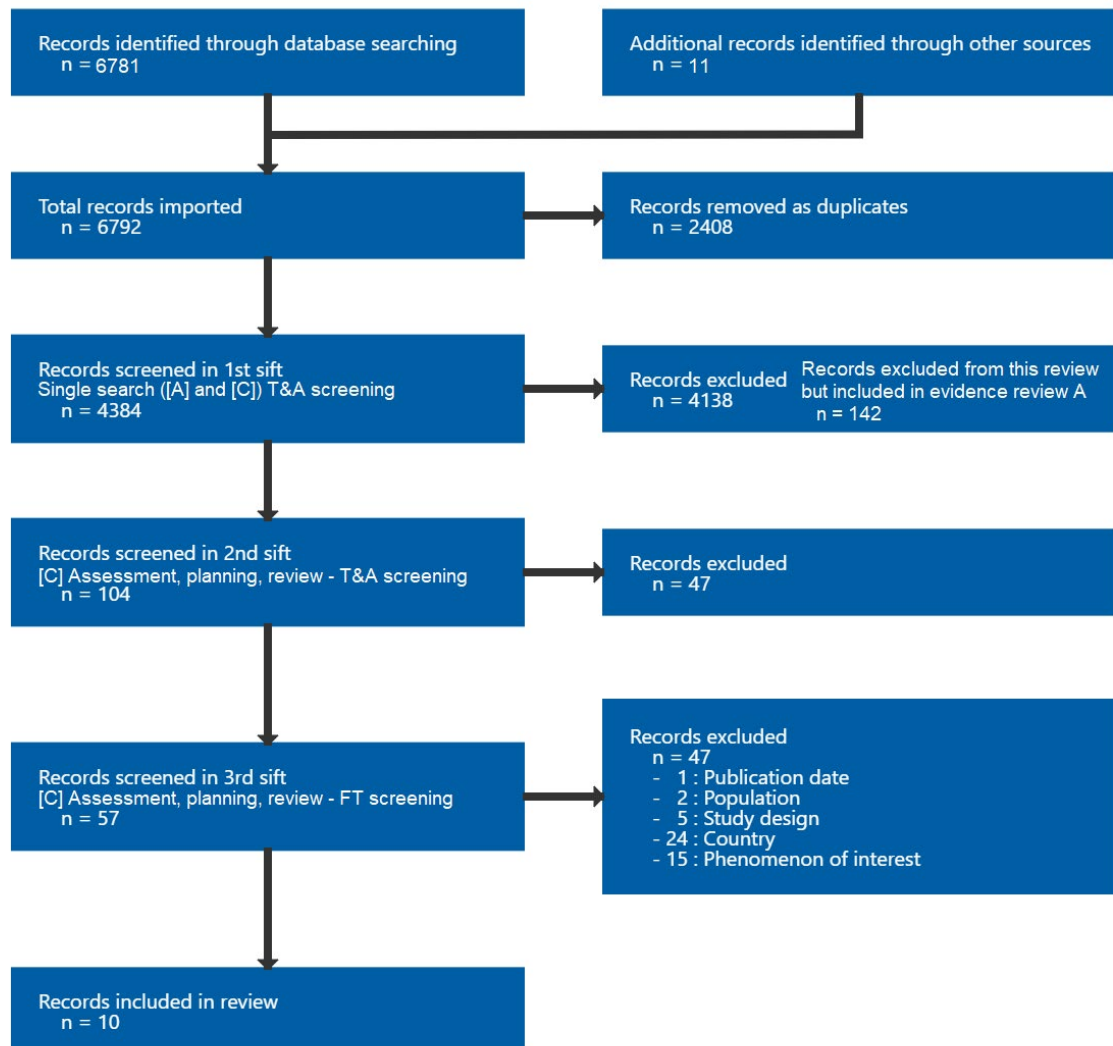 Records identified through database searching
n = 6781
Additional records identified through other sources
n = 11
Total records imported
n = 6792
Records removed as duplicates
n = 2408
Records screened in 1st sift
Single search ([A] and [C]) T&A screening
n = 4384
Records excluded
n = 4138
Records excluded from this review
but included in evidence review A
n = 142
Records screened in 2nd sift
[C] Assessment, planning, review - T&A screening
n = 104
Records excluded
n = 47
Records screened in 3rd sift
[C] Assessment, planning, review - FT screening
n = 57
Records excluded
n = 47
- 1 : Publication date
- 2 : Population
- 5 : Study design
- 24 : Country
- 15 : Phenomenon of interest
Records included in review
n = 10